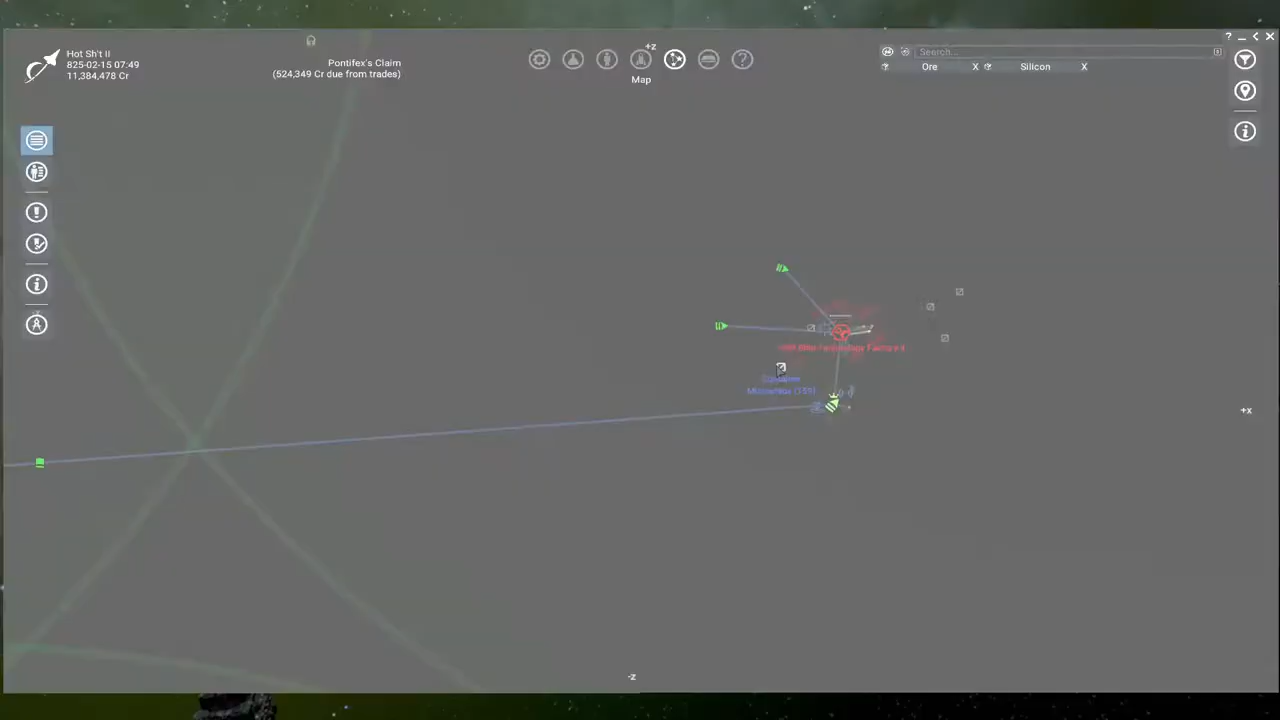 Hot Sh't II
825-02-15 07:49
11,384,478 Cr
Pontifex's Claim
(524,349 Cr due from trades)
+z
Map
Search...
Ore X
Silicon X
? _ < X
Factory
+x
-z